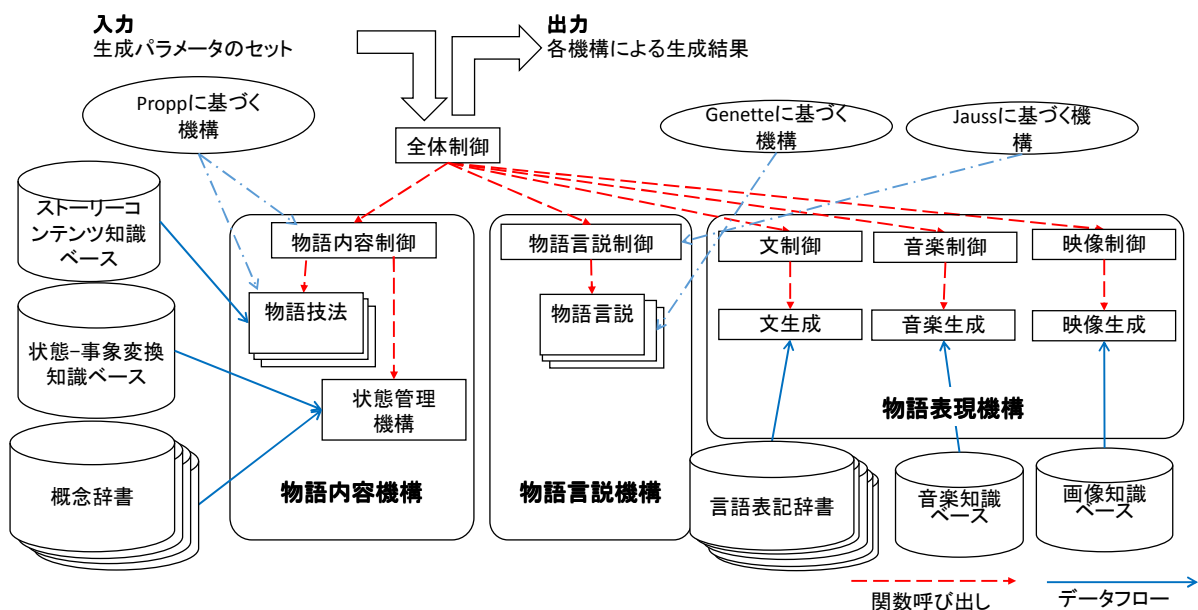 入力
生成パラメータのセット
出力
各機構による生成結果
Proppに基づく
機構
全体制御
Genetteに基づく
機構
Jaussに基づく機
構
ストーリーコ
ンテンツ知識
ベース
物語内容制御
物語言説制御
文制御
音楽制御
映像制御
物語技法
物語言説
文生成
音楽生成
映像生成
状態-事象変換
知識ベース
状態管理
機構
物語表現機構
概念辞書
物語内容機構
物語言説機構
言語表記辞書
音楽知識
ベース
画像知識
ベース
関数呼び出し
データフロー